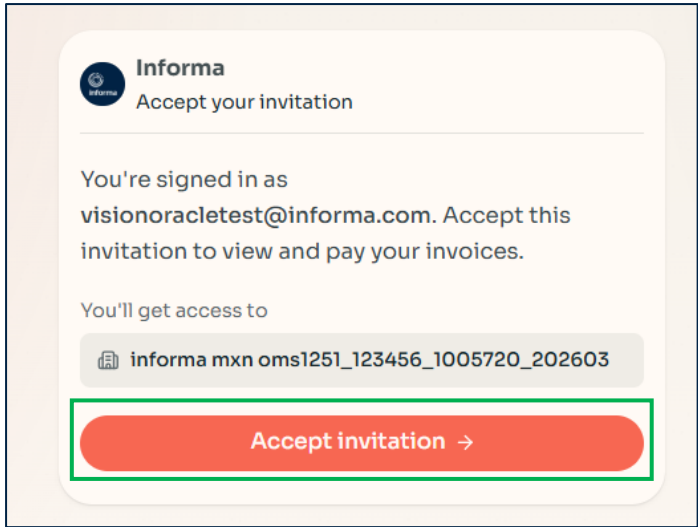 Informa
informa
Accept your invitation
You're signed in as
visionoracletest@informa.com. Accept this
invitation to view and pay your invoices.
You'll get access to
informa mxn oms1251_123456_1005720_202603
Accept invitation →